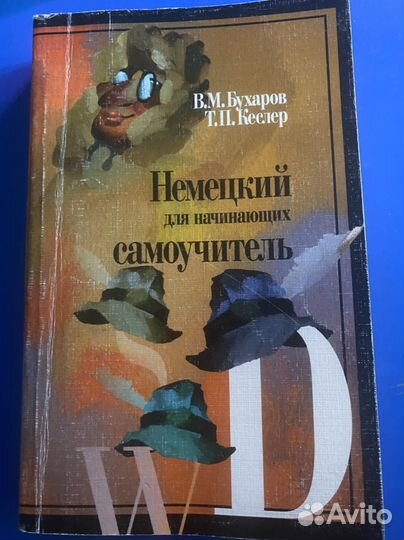 В.М. Бухаров
Т.П. Кеслер
Немецкий
для начинающих
самоучитель
D
W
Avito